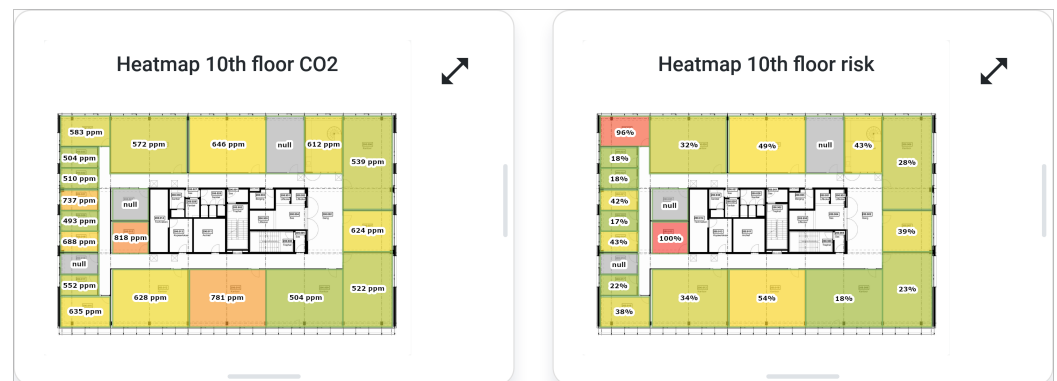 Heatmap 10th floor CO2
583 ppm
572 ppm
646 ppm
null
612 ppm
539 ppm
504 ppm
510 ppm
737 ppm
null
493 ppm
818 ppm
688 ppm
624 ppm
null
552 ppm
635 ppm
628 ppm
781 ppm
504 ppm
522 ppm
Heatmap 10th floor risk
96%
32%
49%
null
43%
28%
18%
18%
42%
null
17%
100%
43%
39%
null
22%
38%
34%
54%
18%
23%